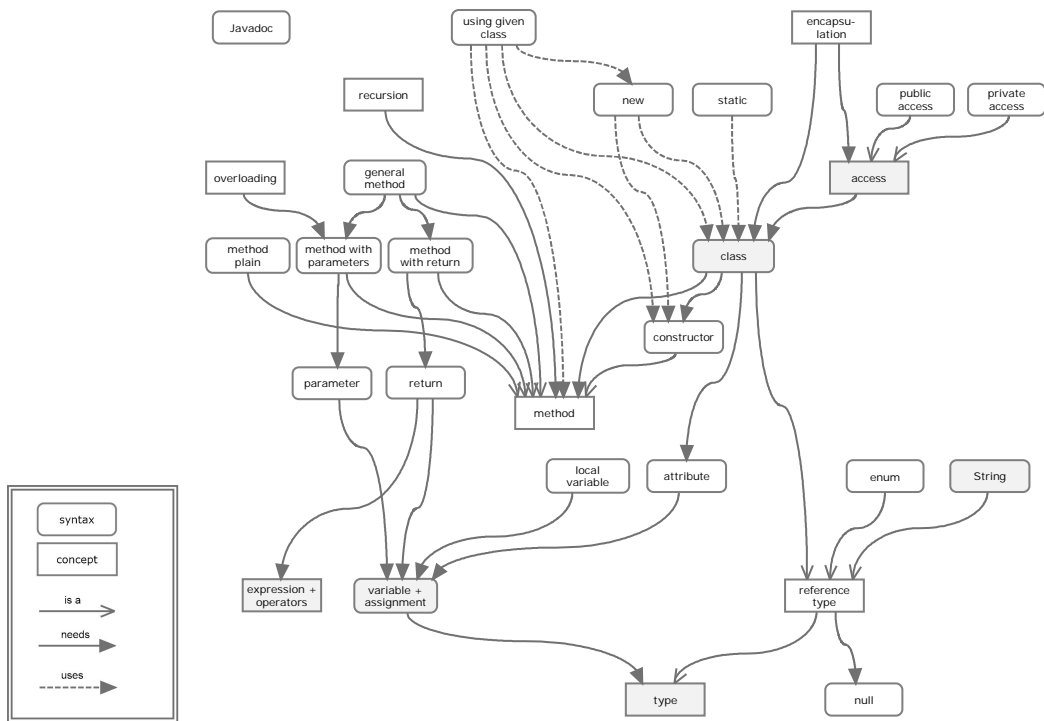 Javadoc
using given
class
encapsu-
lation
recursion
new
static
public
access
private
access
overloading
general
method
access
method
plain
method with
parameters
method
with return
class
constructor
parameter
return
method
local
variable
attribute
enum
String
syntax
concept
is a
needs
uses
expression +
operators
variable +
assignment
reference
type
type
null